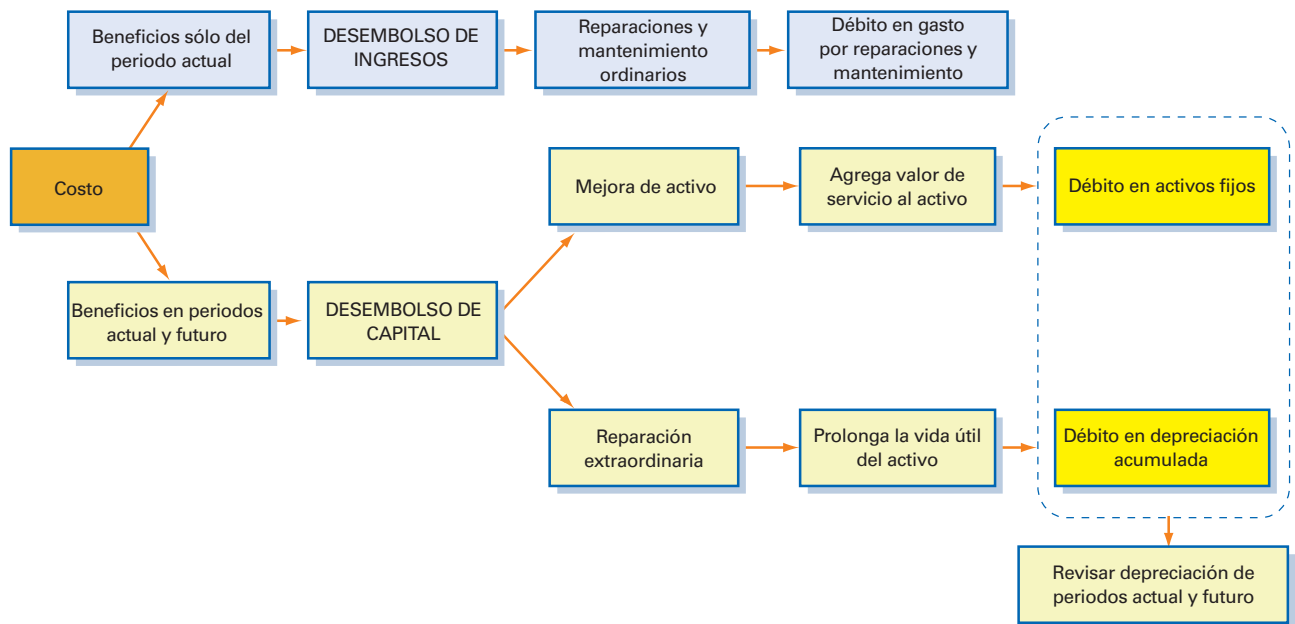 Beneficios sólo del
periodo actual
DESEMBOLSO DE
INGRESOS
Reparaciones y
mantenimiento
ordinarios
Débito en gasto
por reparaciones y
mantenimiento
Costo
Mejora de activo
Agrega valor de
servicio al activo
Débito en activos fijos
Beneficios en periodos
actual y futuro
DESEMBOLSO DE
CAPITAL
Reparación
extraordinaria
Prolonga la vida útil
del activo
Débito en depreciación
acumulada
Revisar depreciación de
periodos actual y futuro